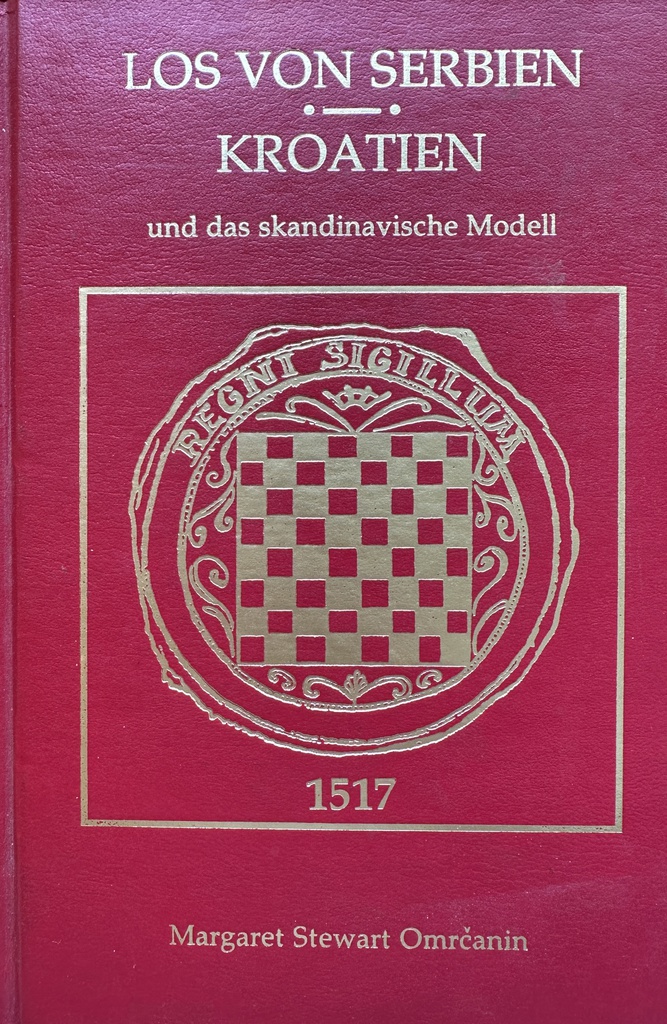 LOS VON SERBIEN
KROATIEN
und das skandinavische Modell
REGNI SIGILLUM
1517
Margaret Stewart Omrčanin